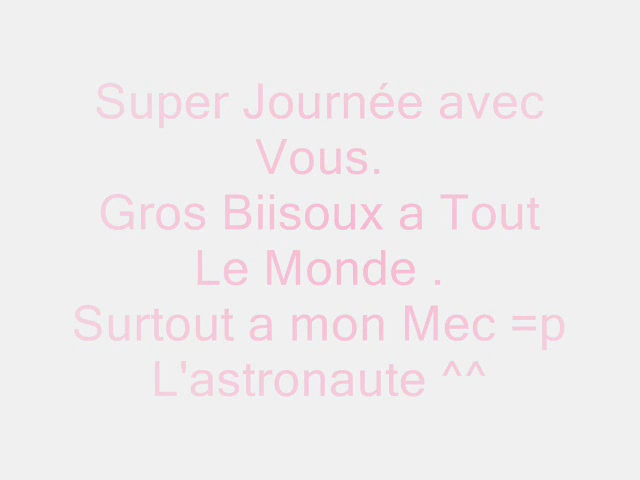 Super Journée avec
Vous.
Gros Biisoux a Tout
Le Monde .
Surtout a mon Mec =p
L'astronaute ^^